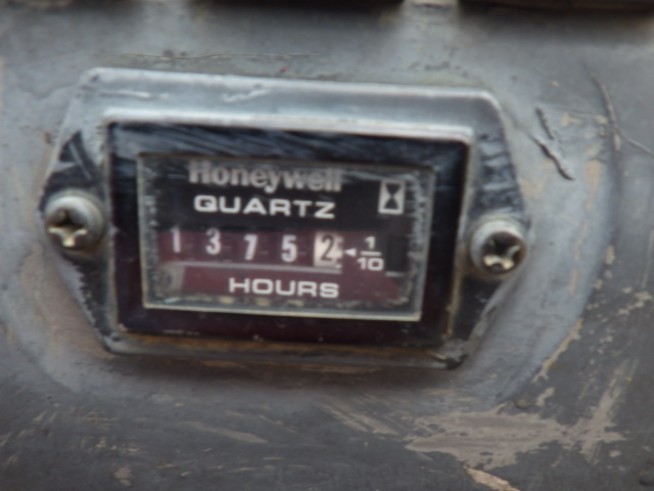 Honeywell
QUARTZ
1 3 7 5 2 1/10
HOURS